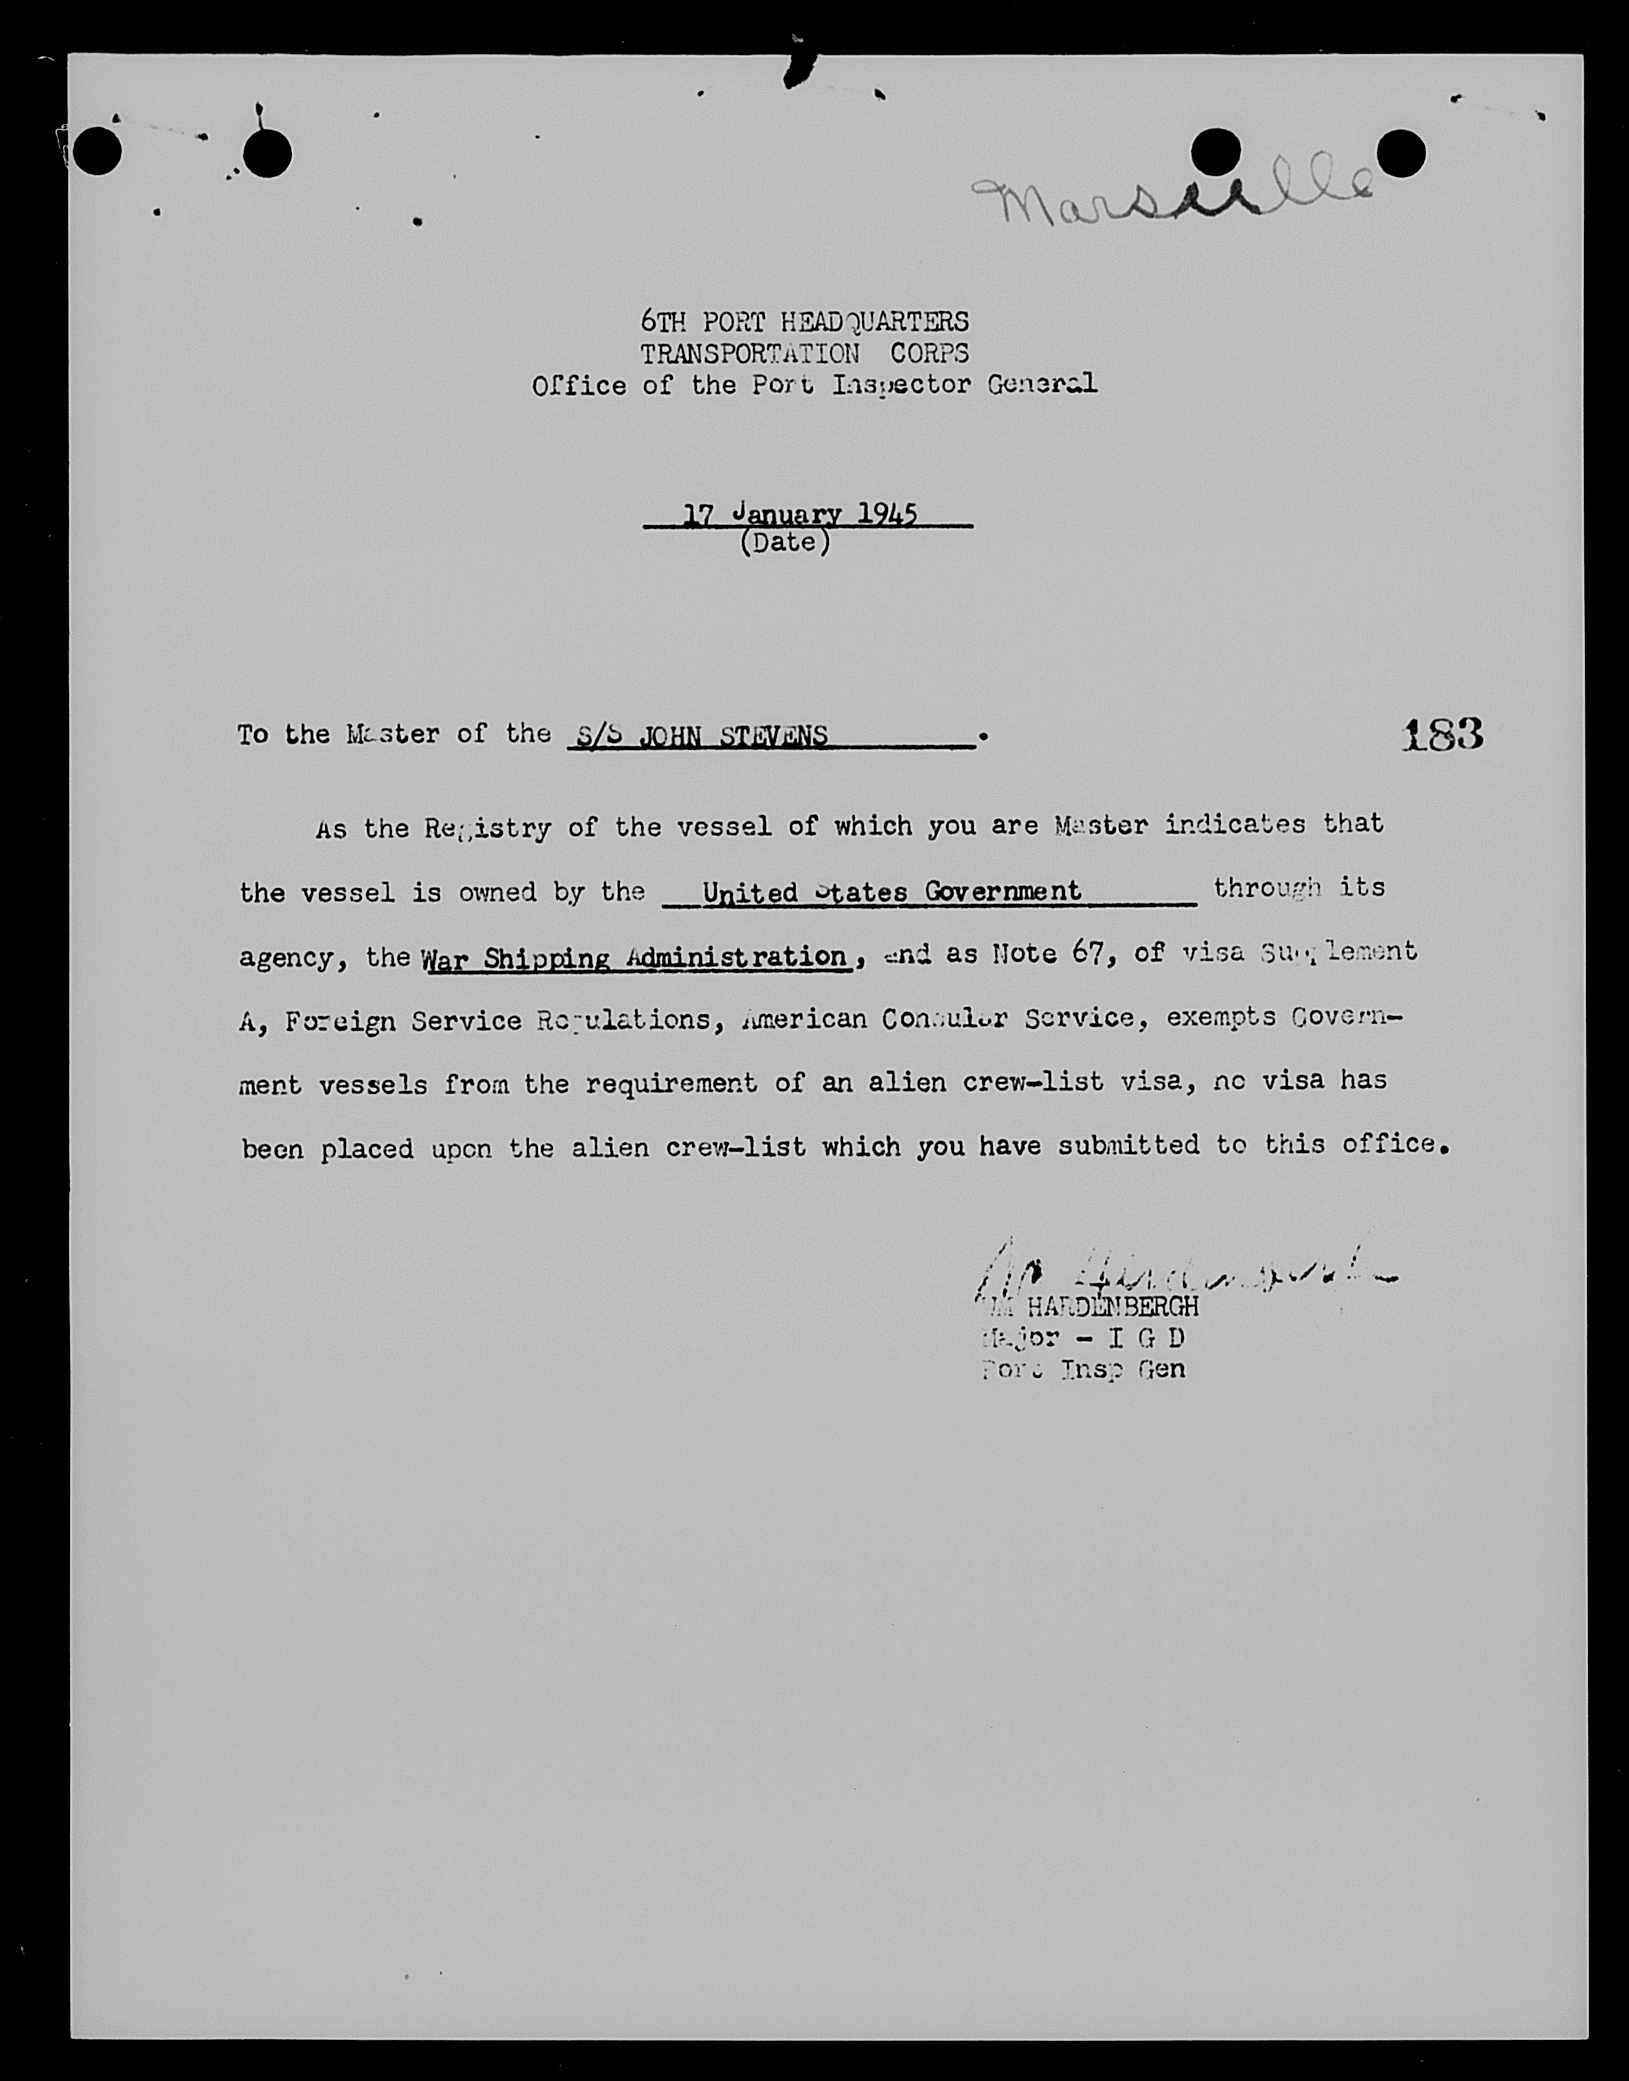 Marseille
6TH PORT HEADQUARTERS
TRANSPORTATION CORPS
Office of the Port Inspector General
17 January 1945
(Date)
To the Master of the S/S JOHN STEVENS .
183
As the Registry of the vessel of which you are Master indicates that
the vessel is owned by the United States Government through its
agency, the War Shipping Administration, and as Note 67, of visa Supplement
A, Foreign Service Regulations, American Consular Service, exempts Govern-
ment vessels from the requirement of an alien crew-list visa, no visa has
been placed upon the alien crew-list which you have submitted to this office.
Wm Hardenbergh
WM HARDENBERGH
Major - I G D
Port Insp Gen